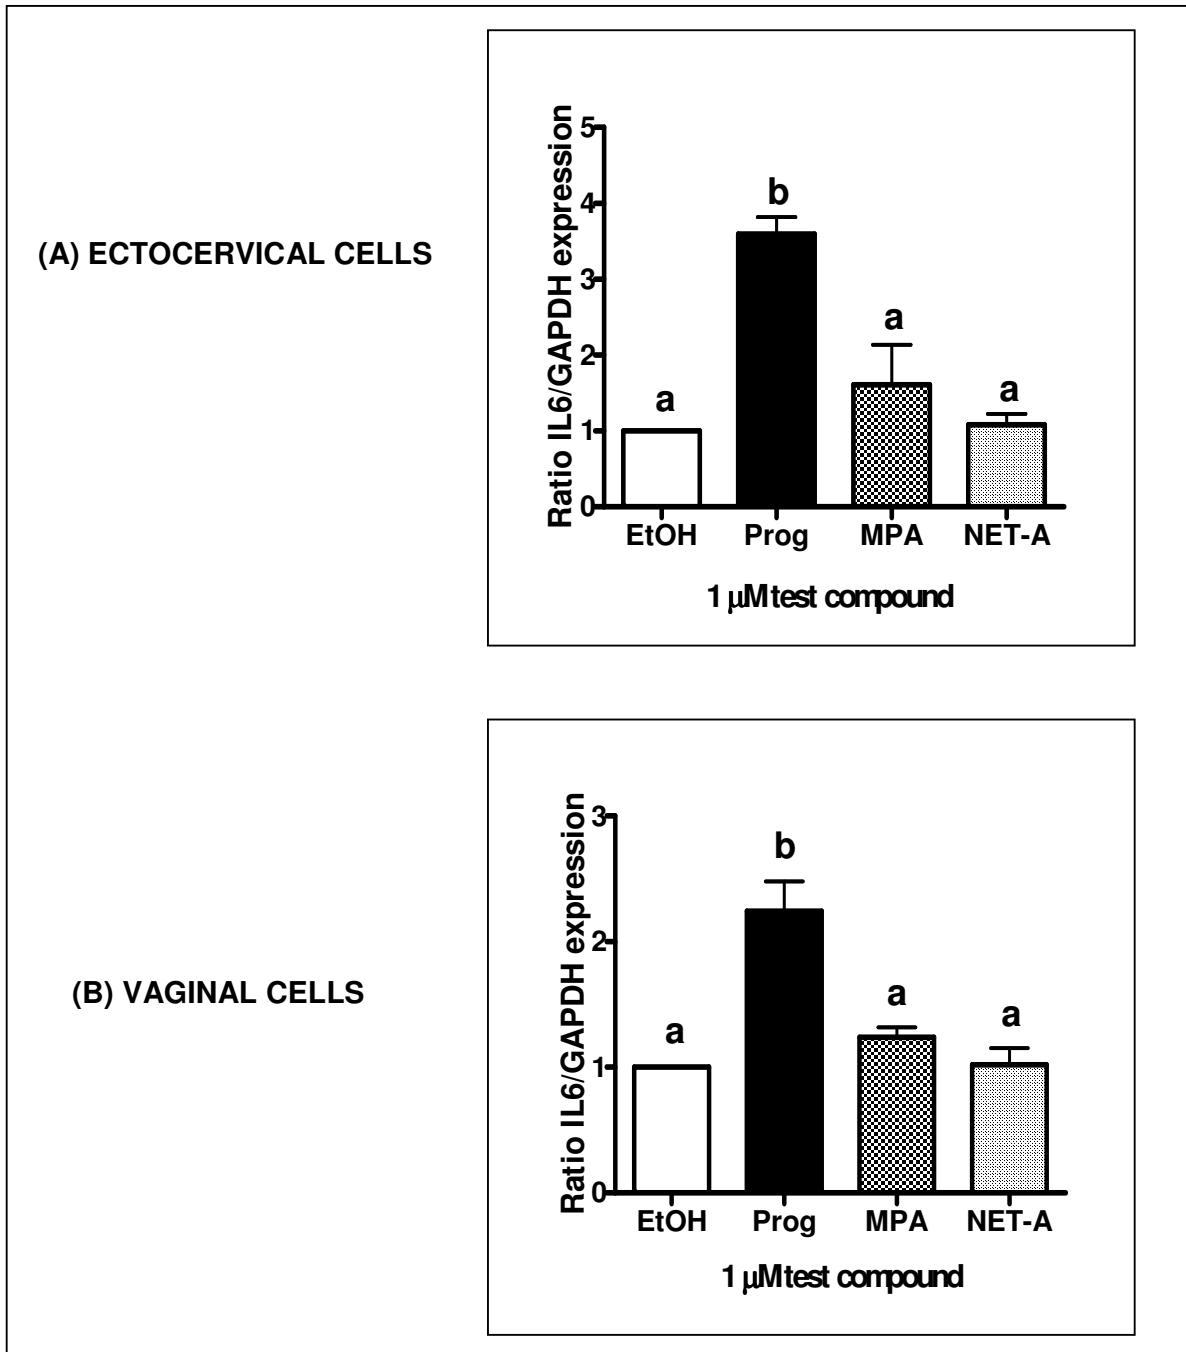 (A) ECTOCERVICAL CELLS
Ratio IL6/GAPDH expression
5
4
3
2
1
0
a
b
a
a
EtOH Prog MPA NET-A
1 μM test compound
(B) VAGINAL CELLS
Ratio IL6/GAPDH expression
3
2
1
0
a
b
a
a
EtOH Prog MPA NET-A
1 μM test compound